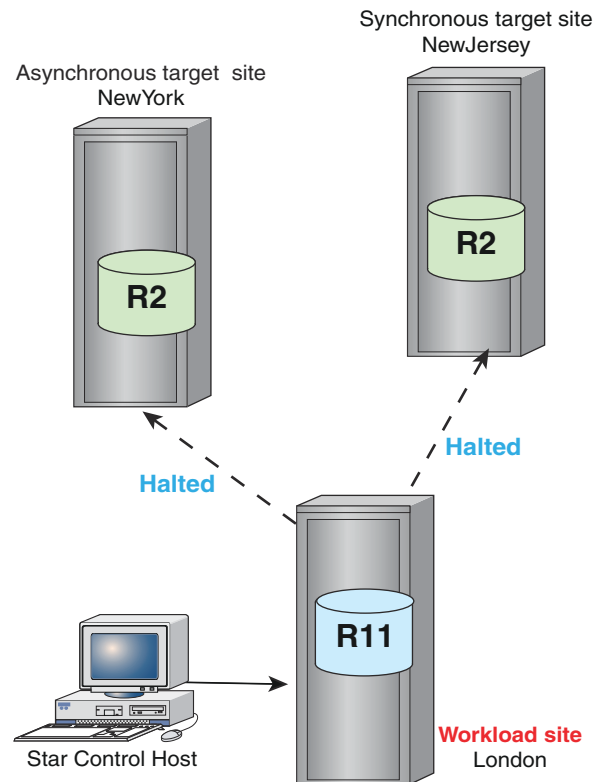 Synchronous target site
NewJersey
Asynchronous target site
NewYork
R2
R2
Halted
Halted
R11
Star Control Host
Workload site
London